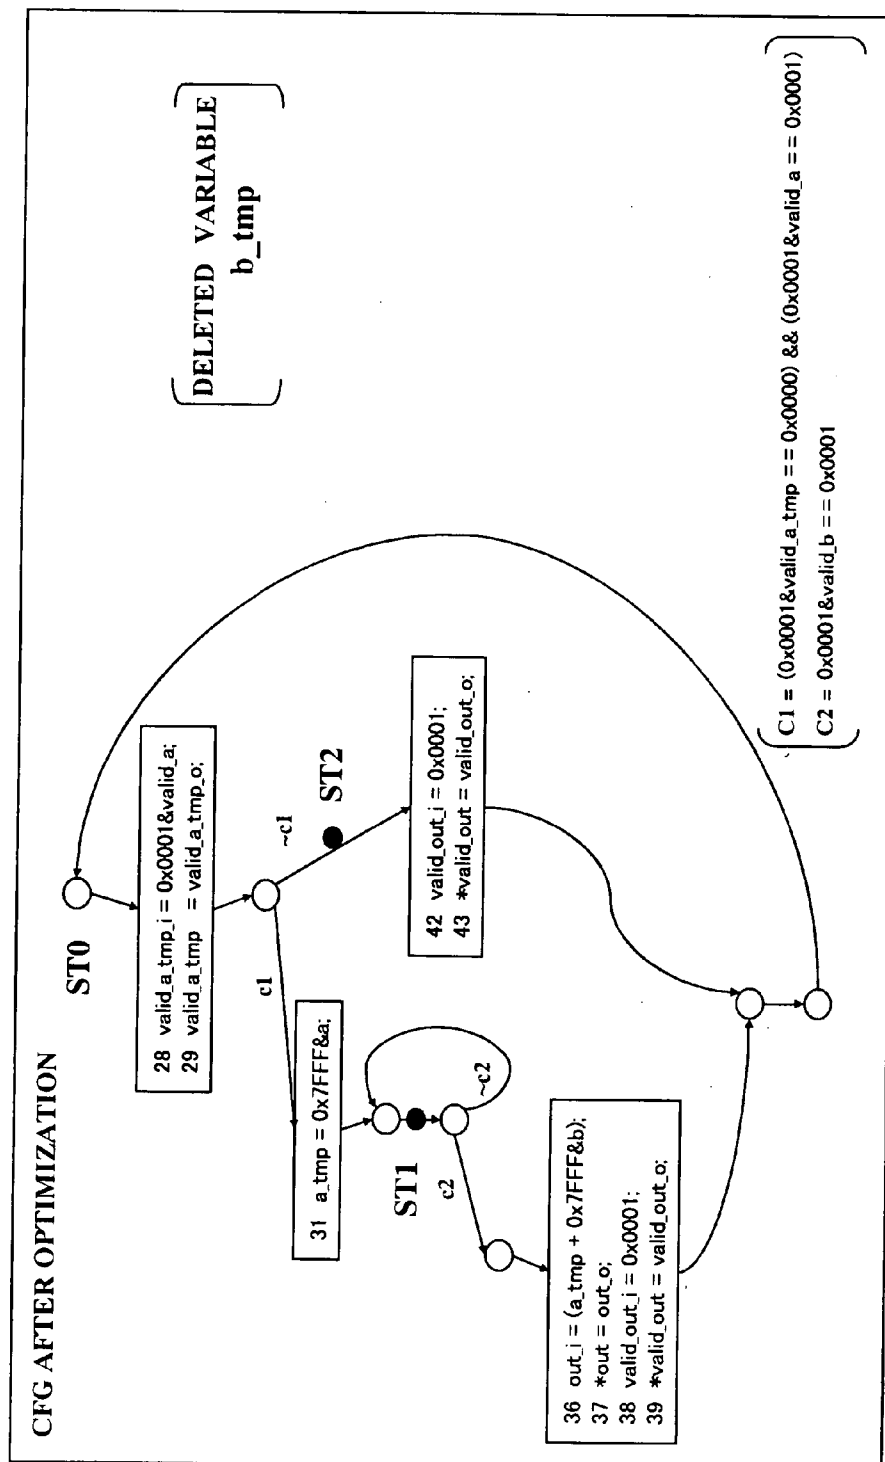 CFG AFTER OPTIMIZATION
ST0
28 valid_a_tmp_i = 0x0001&valid_a;
29 valid_a_tmp = valid_a_tmp_o;
c1
~c1
ST2
31 a_tmp = 0x7FFF&a;
ST1
c2
~c2
42 valid_out_i = 0x0001;
43 *valid_out = valid_out_o;
36 out_i = (a_tmp + 0x7FFF&b);
37 *out = out_o;
38 valid_out_i = 0x0001;
39 *valid_out = valid_out_o;
DELETED VARIABLE
b_tmp
C1 = (0x0001&valid_a_tmp == 0x0000) && (0x0001&valid_a == 0x0001)
C2 = 0x0001&valid_b == 0x0001